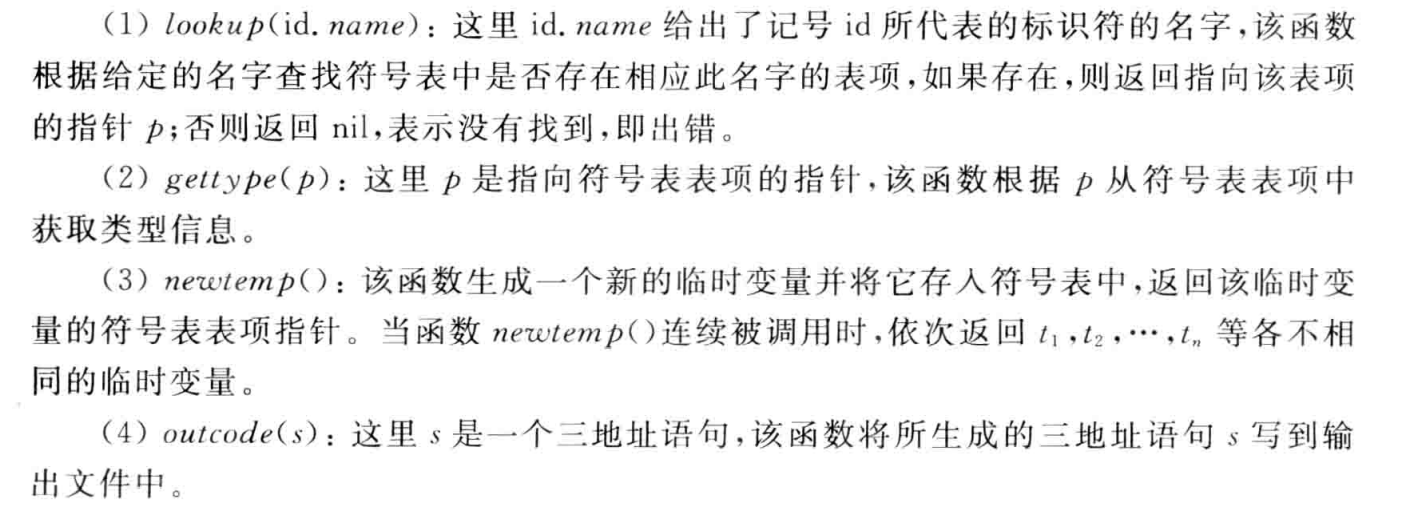 (1) lookup(id. name)：这里 id. name 给出了记号 id 所代表的标识符的名字,该函数
根据给定的名字查找符号表中是否存在相应此名字的表项,如果存在,则返回指向该表项
的指针 p;否则返回 nil,表示没有找到,即出错。
(2) gettype(p)：这里 p 是指向符号表表项的指针,该函数根据 p 从符号表表项中
获取类型信息。
(3) newtemp()：该函数生成一个新的临时变量并将它存入符号表中,返回该临时变
量的符号表表项指针。当函数 newtemp()连续被调用时,依次返回 t₁,t₂,…,tₙ 等各不相
同的临时变量。
(4) outcode(s)：这里 s 是一个三地址语句,该函数将所生成的三地址语句 s 写到输
出文件中。